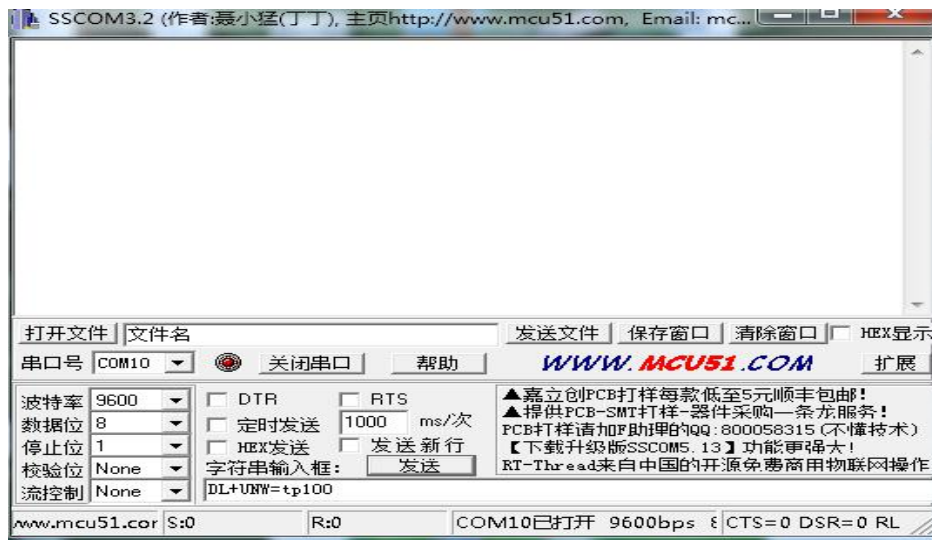 SSCOM3.2 (作者:聂小猛(丁丁), 主页http://www.mcu51.com, Email: mc...
打开文件 文件名 发送文件 保存窗口 清除窗口 HEX显示
串口号 COM10 关闭串口 帮助 WWW.MCU51.COM 扩展
波特率 9600 DTR RTS
数据位 8 定时发送 1000 ms/次
停止位 1 HEX发送 发送新行
校验位 None 字符串输入框: 发送
流控制 None DL+UNW=tp100
▲嘉立创PCB打样每款低至5元顺丰包邮!
▲提供PCB-SMT打样-器件采购—条龙服务!
PCB打样请加F助理的QQ:800058315(不懂技术)
【下载升级版SSCOM5.13】功能更强大!
RT-Thread来自中国的开源免费商用物联网操作
www.mcu51.cor S:0 R:0 COM10已打开 9600bps 8 CTS=0 DSR=0 RL